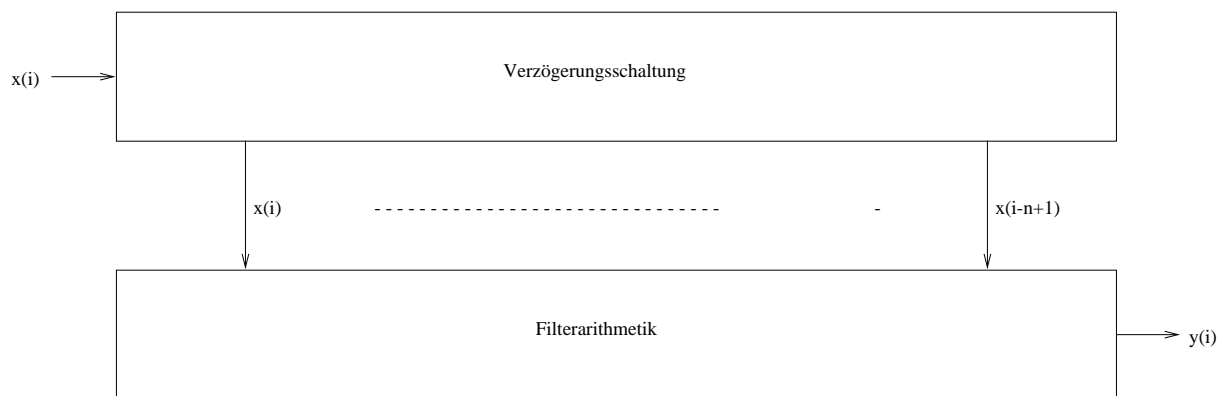 Verzögerungsschaltung
x(i)
x(i) - - - - - - - - - - - - - - - - - - - - - - - - - - - - - - - x(i-n+1)
Filterarithmetik
y(i)